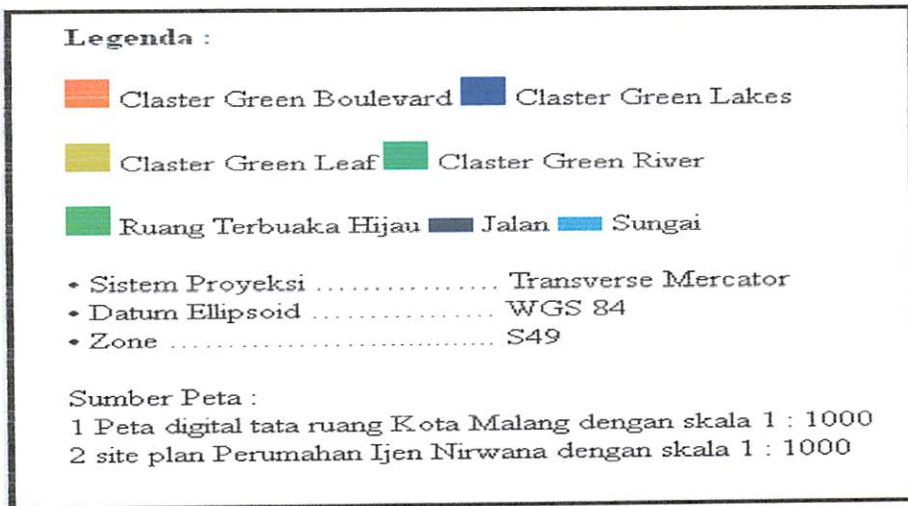 Legenda :
Claster Green Boulevard Claster Green Lakes
Claster Green Leaf Claster Green River
Ruang Terbuaka Hijau Jalan Sungai
• Sistem Proyeksi ................ Transverse Mercator
• Datum Ellipsoid ................ WGS 84
• Zone ............................ S49
Sumber Peta :
1 Peta digital tata ruang Kota Malang dengan skala 1 : 1000
2 site plan Perumahan Ijen Nirwana dengan skala 1 : 1000